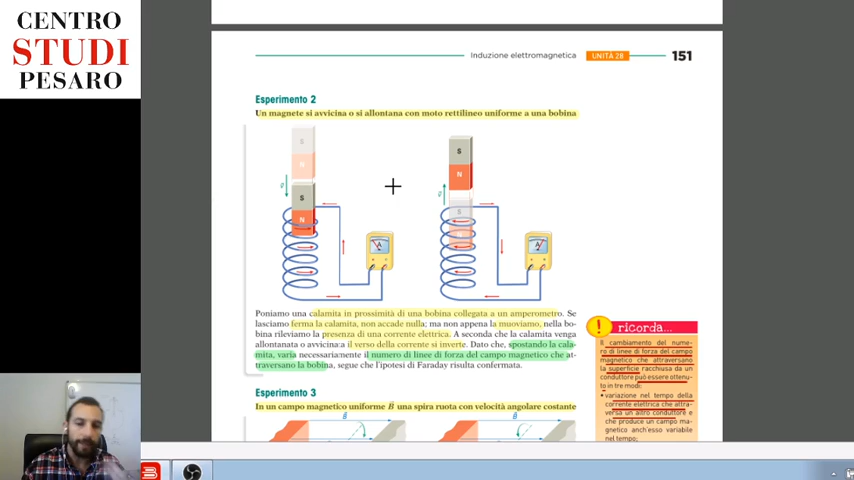 CENTRO
STUDI
PESARO
Induzione elettromagnetica UNITÀ 28 151
Esperimento 2
Un magnete si avvicina o si allontana con moto rettilineo uniforme a una bobina
S
N
S
N
A
S
N
S
A
Poniamo una calamita in prossimità di una bobina collegata a un amperometro. Se
lasciamo ferma la calamita, non accade nulla; ma non appena la muoviamo, nella bo-
bina rileviamo la presenza di una corrente elettrica. A seconda che la calamita venga
allontanata o avvicinata il verso della corrente si inverte. Dato che, spostando la cala-
mita, varia necessariamente il numero di linee di forza del campo magnetico che at-
traversano la bobina, segue che l'ipotesi di Faraday risulta confermata.
Esperimento 3
In un campo magnetico uniforme B⃗ una spira ruota con velocità angolare costante
B⃗
B⃗
! ricorda...
Il cambiamento del nume-
ro di linee di forza del campo
magnetico che attraversano
la superficie racchiusa da un
conduttore può essere ottenu-
to in tre modi:
• variazione nel tempo della
corrente elettrica che attra-
versa un altro conduttore e
che produce un campo ma-
gnetico anch'esso variabile
nel tempo;